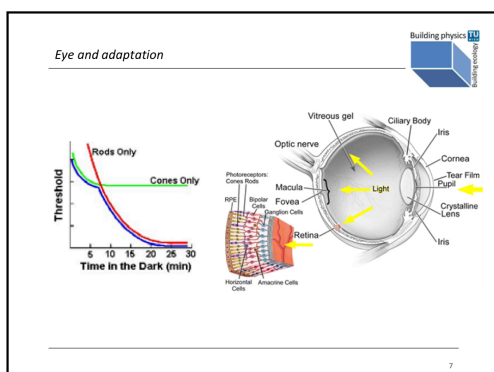 Building physics
TU
Building ecology
Eye and adaptation
Rods Only
Cones Only
Threshold
5 10 15 20 25 30
Time in the Dark (min)
Vitreous gel
Ciliary Body
Iris
Optic nerve
Cornea
Tear Film
Pupil
Photoreceptors:
Cones Rods
Bipolar
Cells
RPE
Ganglion Cells
Macula
Fovea
Light
Crystalline
Lens
Retina
Iris
Horizontal
Cells
Amacrine Cells
7